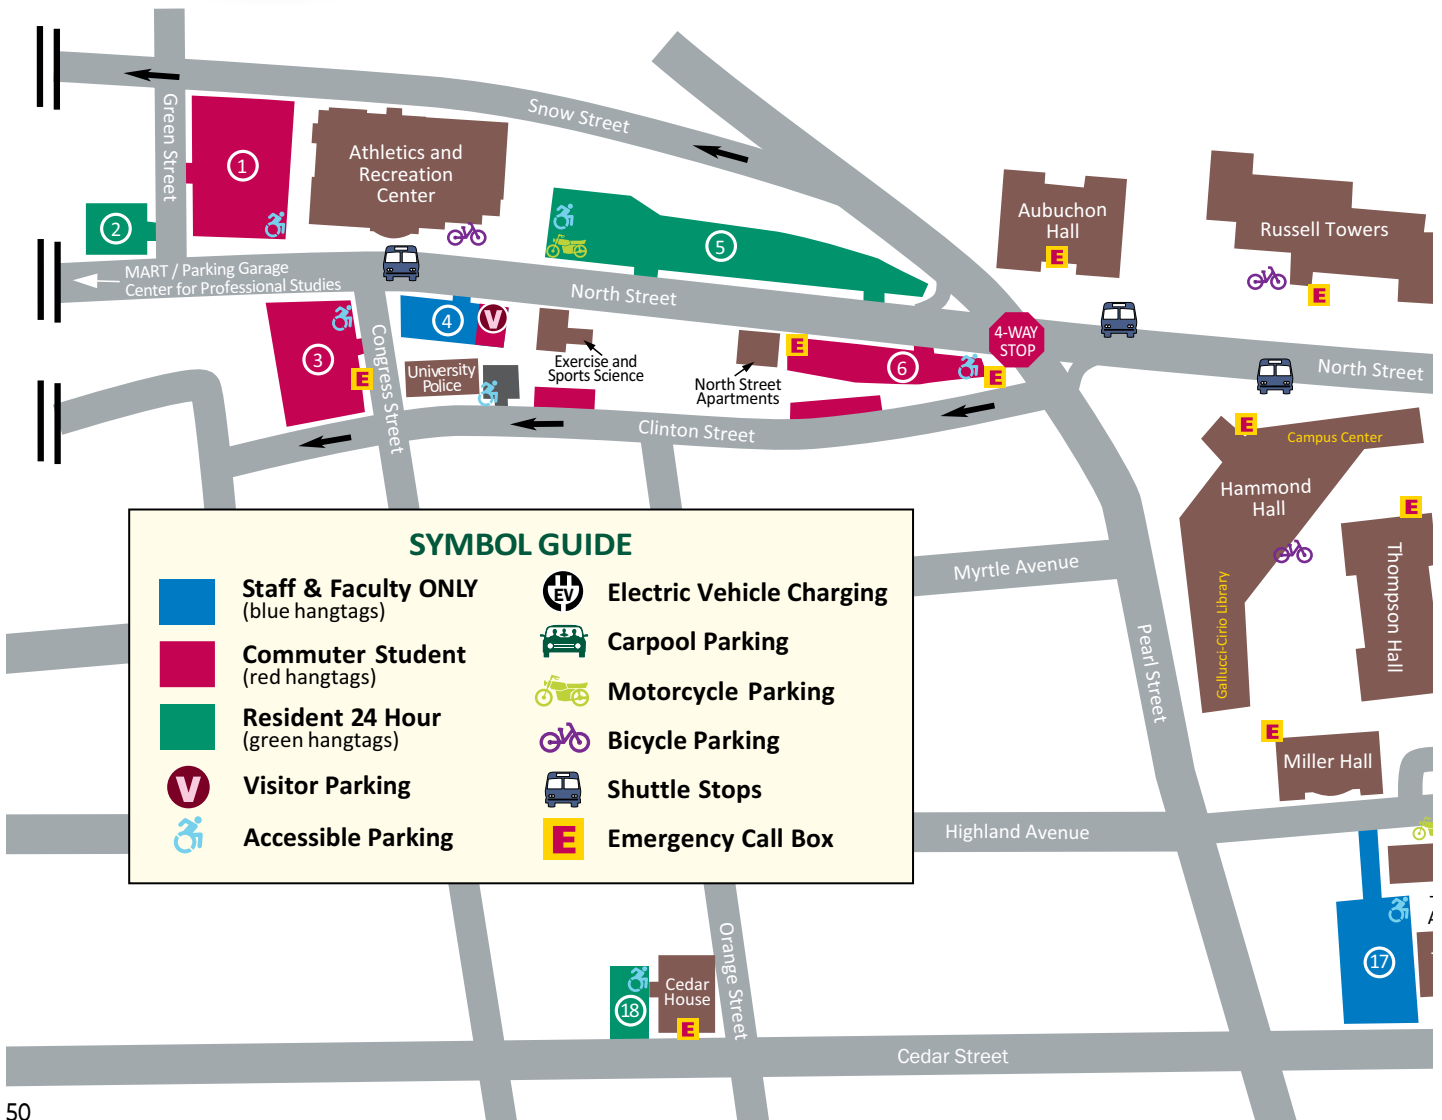 Snow Street
Green Street
1
Athletics and
Recreation
Center
2
5
Aubuchon
Hall
E
Russell Towers
E
MART / Parking Garage
Center for Professional Studies
North Street
4
V
3
E
Congress Street
University
Police
Exercise and
Sports Science
North Street
Apartments
E
6
E
4-WAY
STOP
North Street
Clinton Street
E
Campus Center
Hammond
Hall
Gallucci-Cirio Library
E
Thompson Hall
Myrtle Avenue
Pearl Street
E
Miller Hall
Highland Avenue
SYMBOL GUIDE
Staff & Faculty ONLY
(blue hangtags)
Commuter Student
(red hangtags)
Resident 24 Hour
(green hangtags)
V
Visitor Parking
Accessible Parking
EV
Electric Vehicle Charging
Carpool Parking
Motorcycle Parking
Bicycle Parking
Shuttle Stops
E
Emergency Call Box
17
18
Cedar
House
E
Orange Street
Cedar Street
50